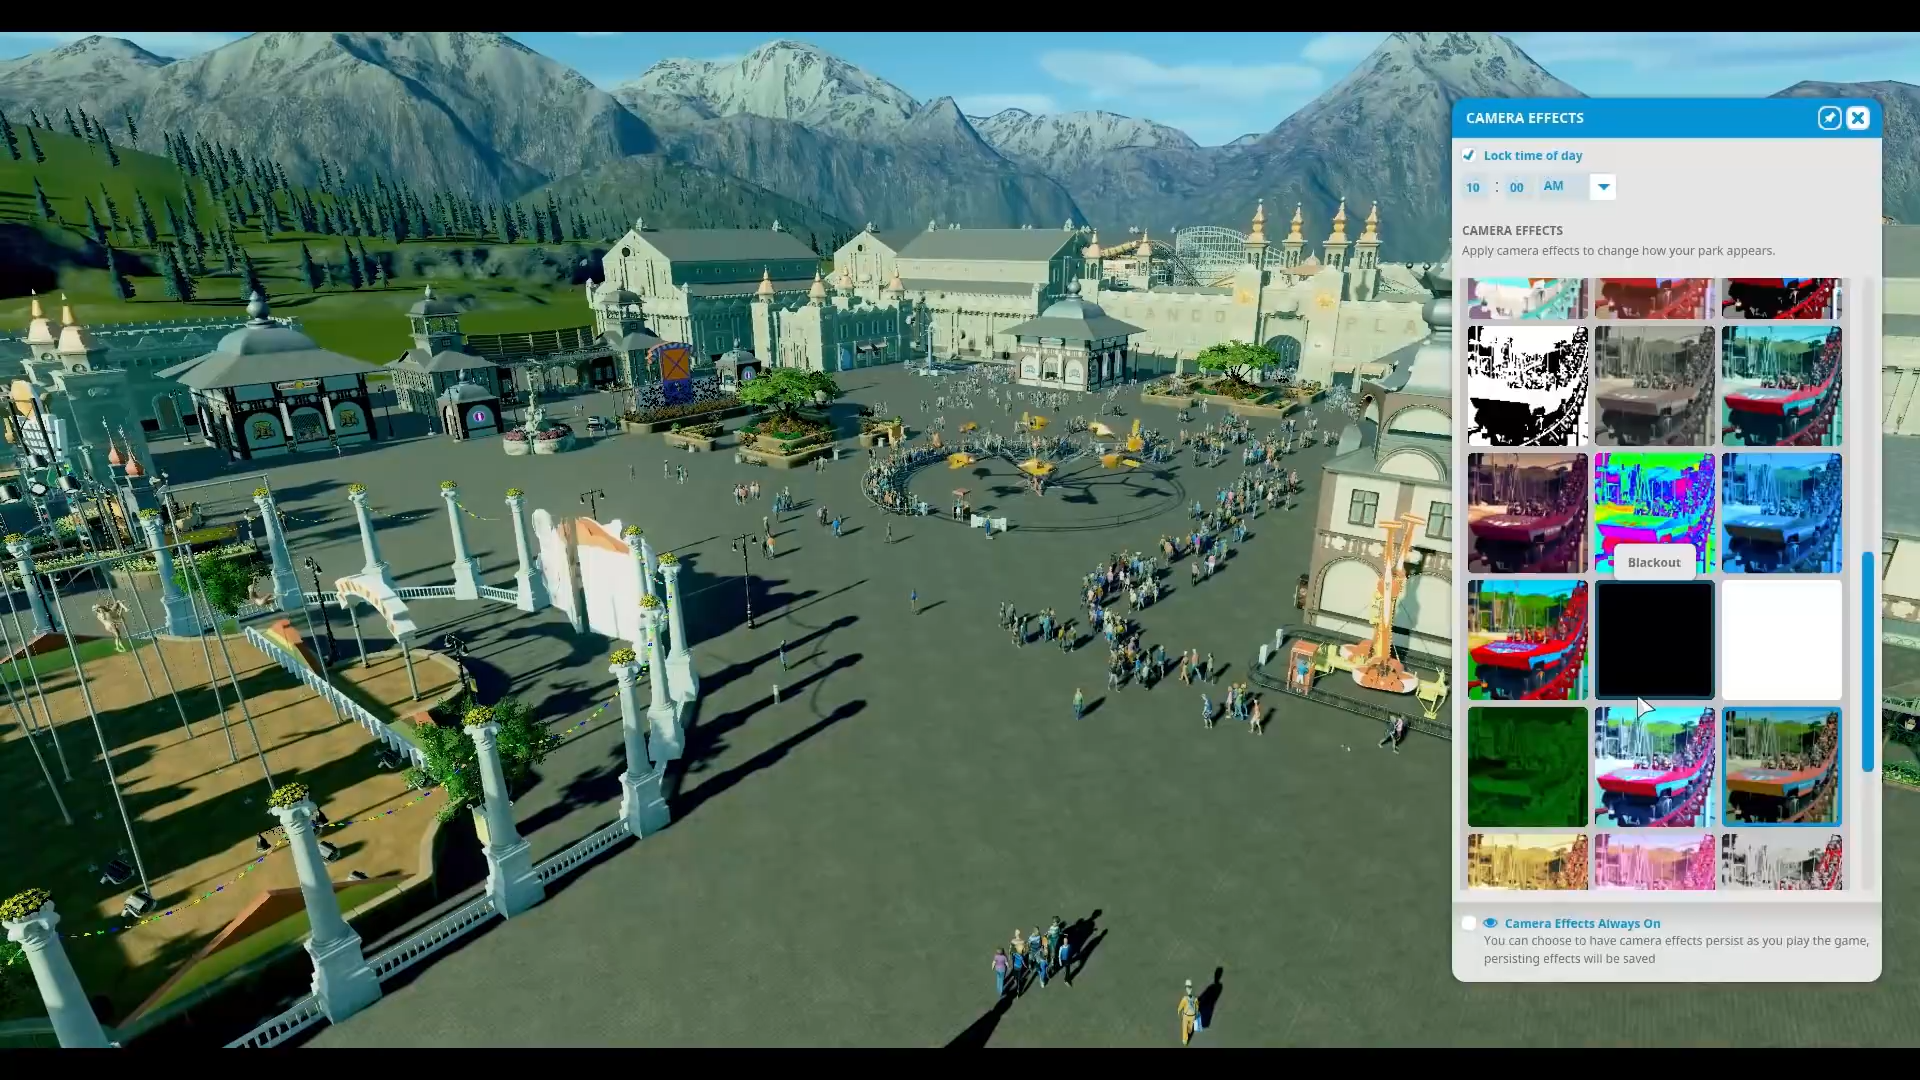 CAMERA EFFECTS
Lock time of day
10 : 00 AM
CAMERA EFFECTS
Apply camera effects to change how your park appears.
Blackout
Camera Effects Always On
You can choose to have camera effects persist as you play the game,
persisting effects will be saved